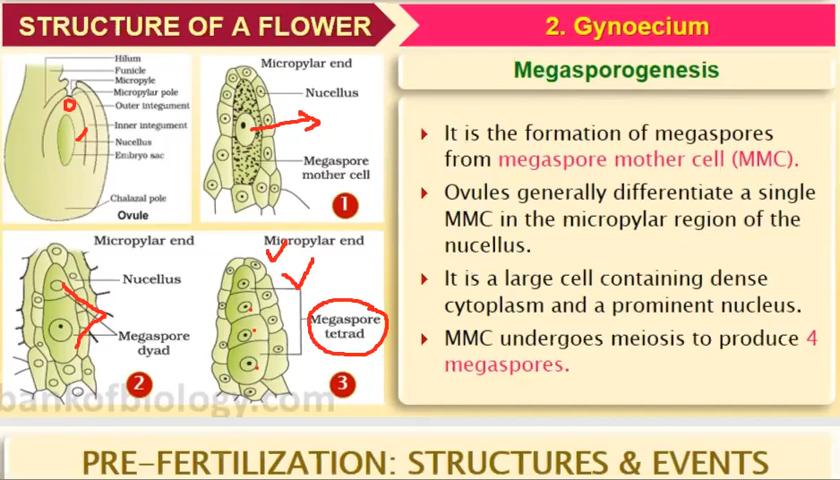 STRUCTURE OF A FLOWER
2. Gynoecium
Hilum
Funicle
Micropyle
Micropylar pole
Outer integument
Inner integument
Nucellus
Embryo sac
Chalazal pole
Ovule
Micropylar end
Nucellus
Megaspore
mother cell
1
Micropylar end
Nucellus
Megaspore
dyad
2
Micropylar end
Megaspore
tetrad
3
bankofbiology.com
Megasporogenesis
It is the formation of megaspores
from megaspore mother cell (MMC).
Ovules generally differentiate a single
MMC in the micropylar region of the
nucellus.
It is a large cell containing dense
cytoplasm and a prominent nucleus.
MMC undergoes meiosis to produce 4
megaspores.
PRE-FERTILIZATION: STRUCTURES & EVENTS